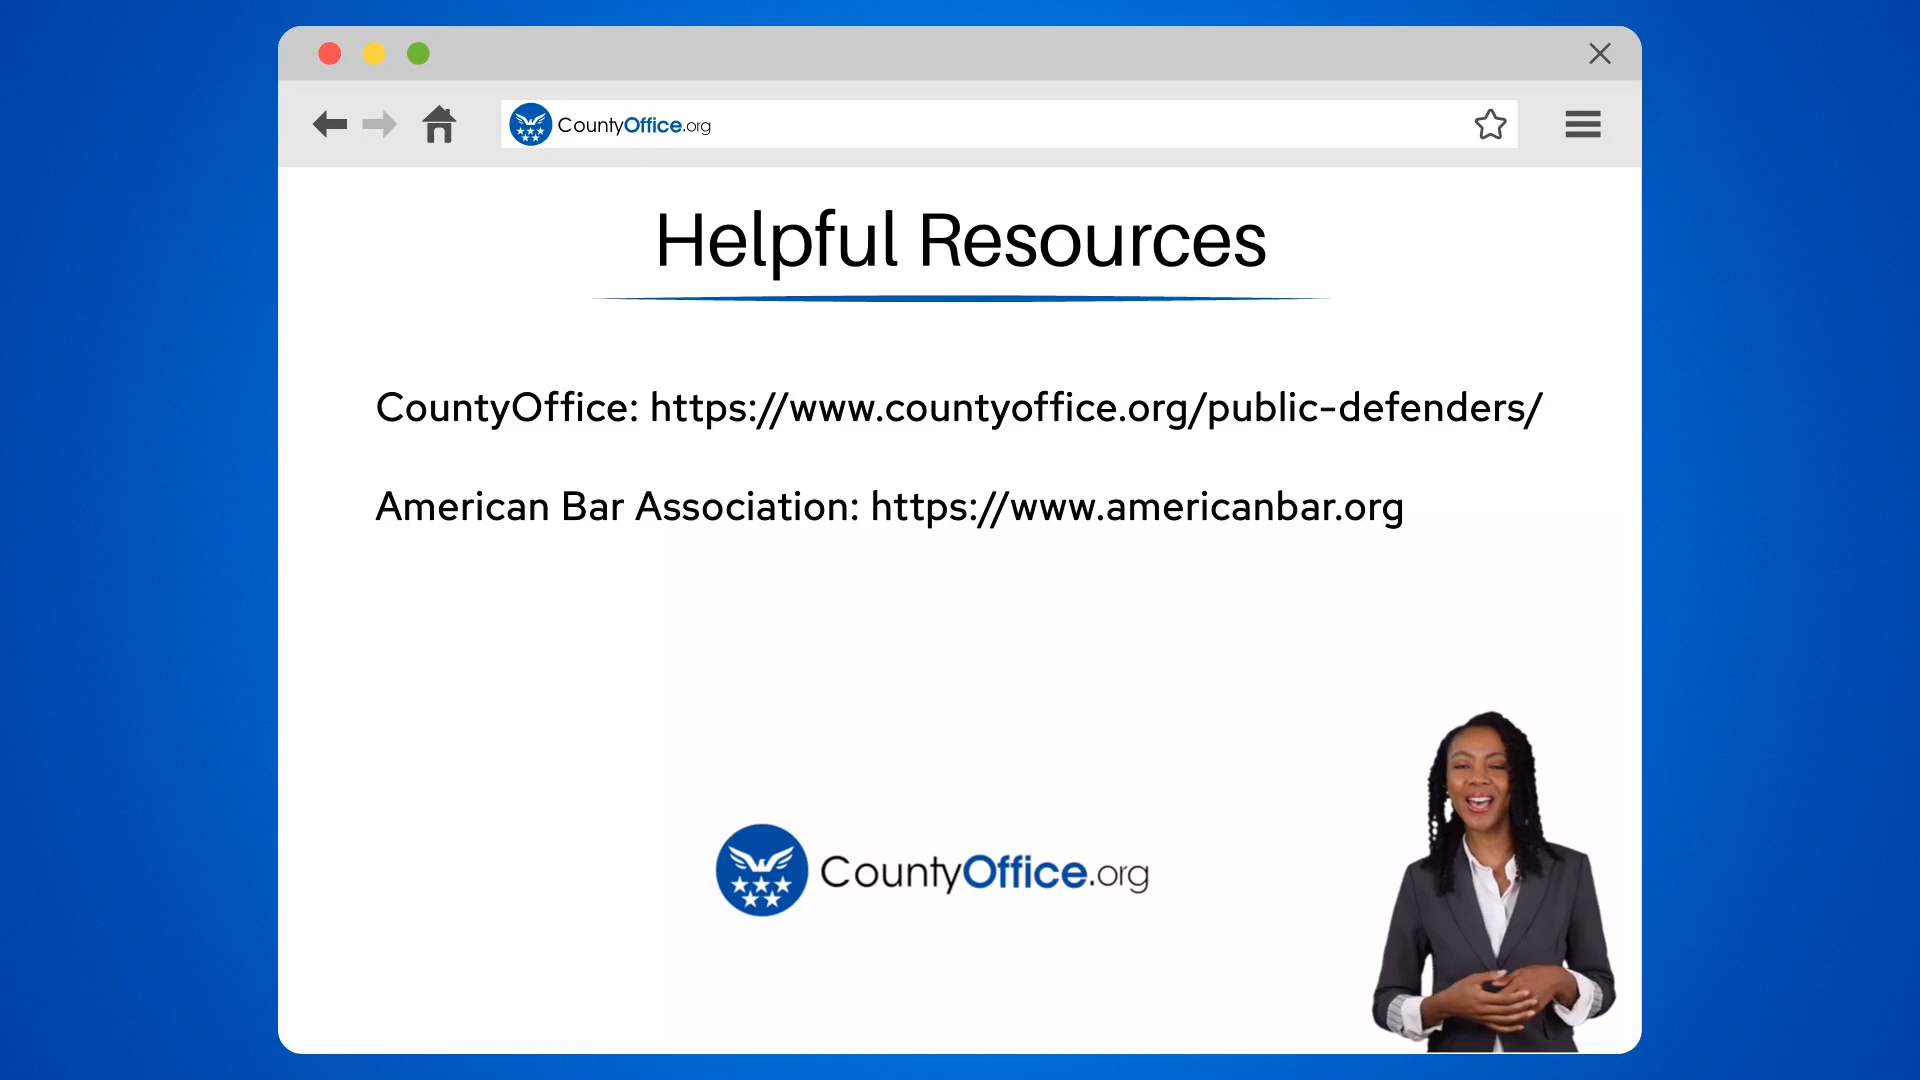 CountyOffice.org
Helpful Resources
CountyOffice: https://www.countyoffice.org/public-defenders/
American Bar Association: https://www.americanbar.org
CountyOffice.org